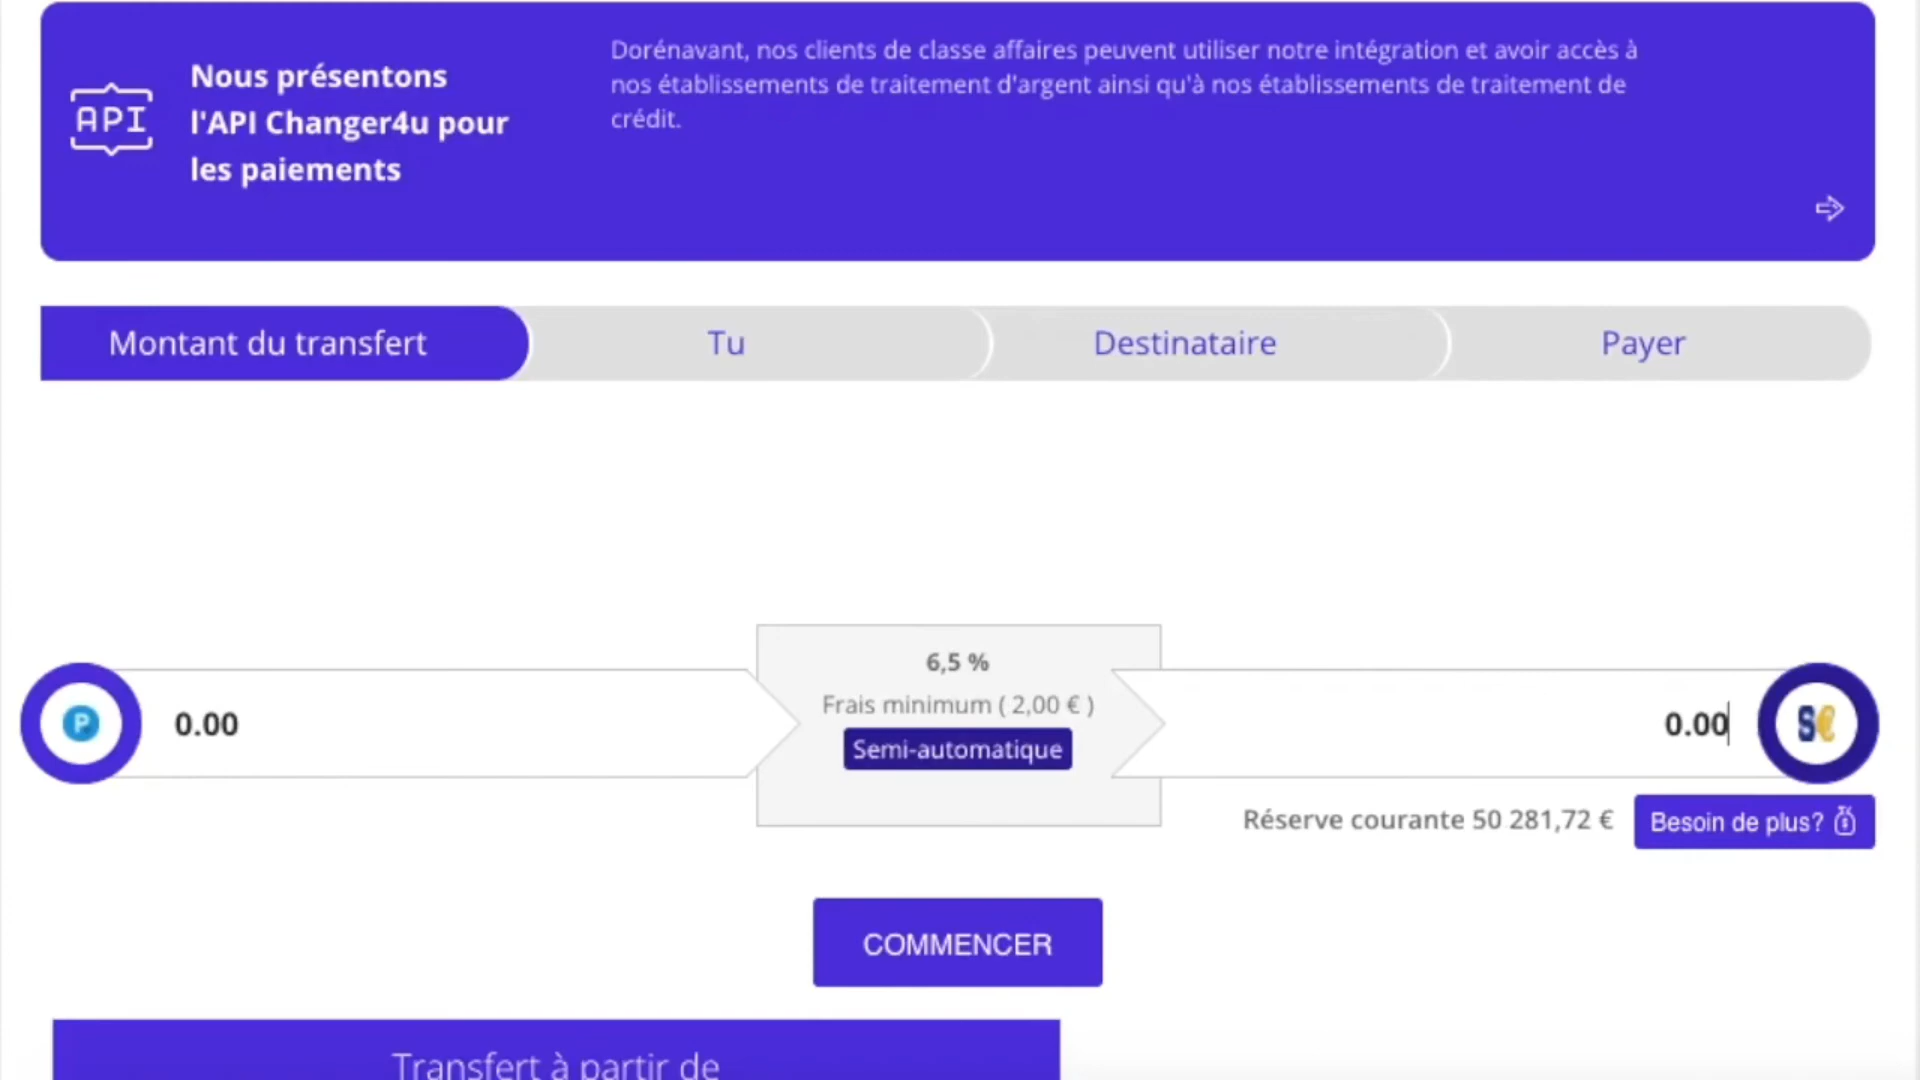 API
Nous présentons
l'API Changer4u pour
les paiements
Dorénavant, nos clients de classe affaires peuvent utiliser notre intégration et avoir accès à
nos établissements de traitement d'argent ainsi qu'à nos établissements de traitement de
crédit.
Montant du transfert
Tu
Destinataire
Payer
6,5 %
Frais minimum ( 2,00 € )
Semi-automatique
P
0.00
0.00
S€
Réserve courante 50 281,72 €
Besoin de plus?
COMMENCER
Transfert à partir de